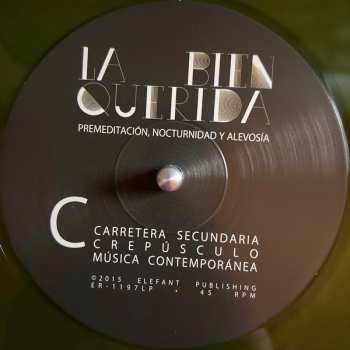 LA BIEN
QUERIDA
PREMEDITACIÓN, NOCTURNIDAD Y ALEVOSÍA
C
CARRETERA SECUNDARIA
CREPÚSCULO
MÚSICA CONTEMPORÁNEA
©2015 ELEFANT PUBLISHING
ER-1197LP • 45 RPM